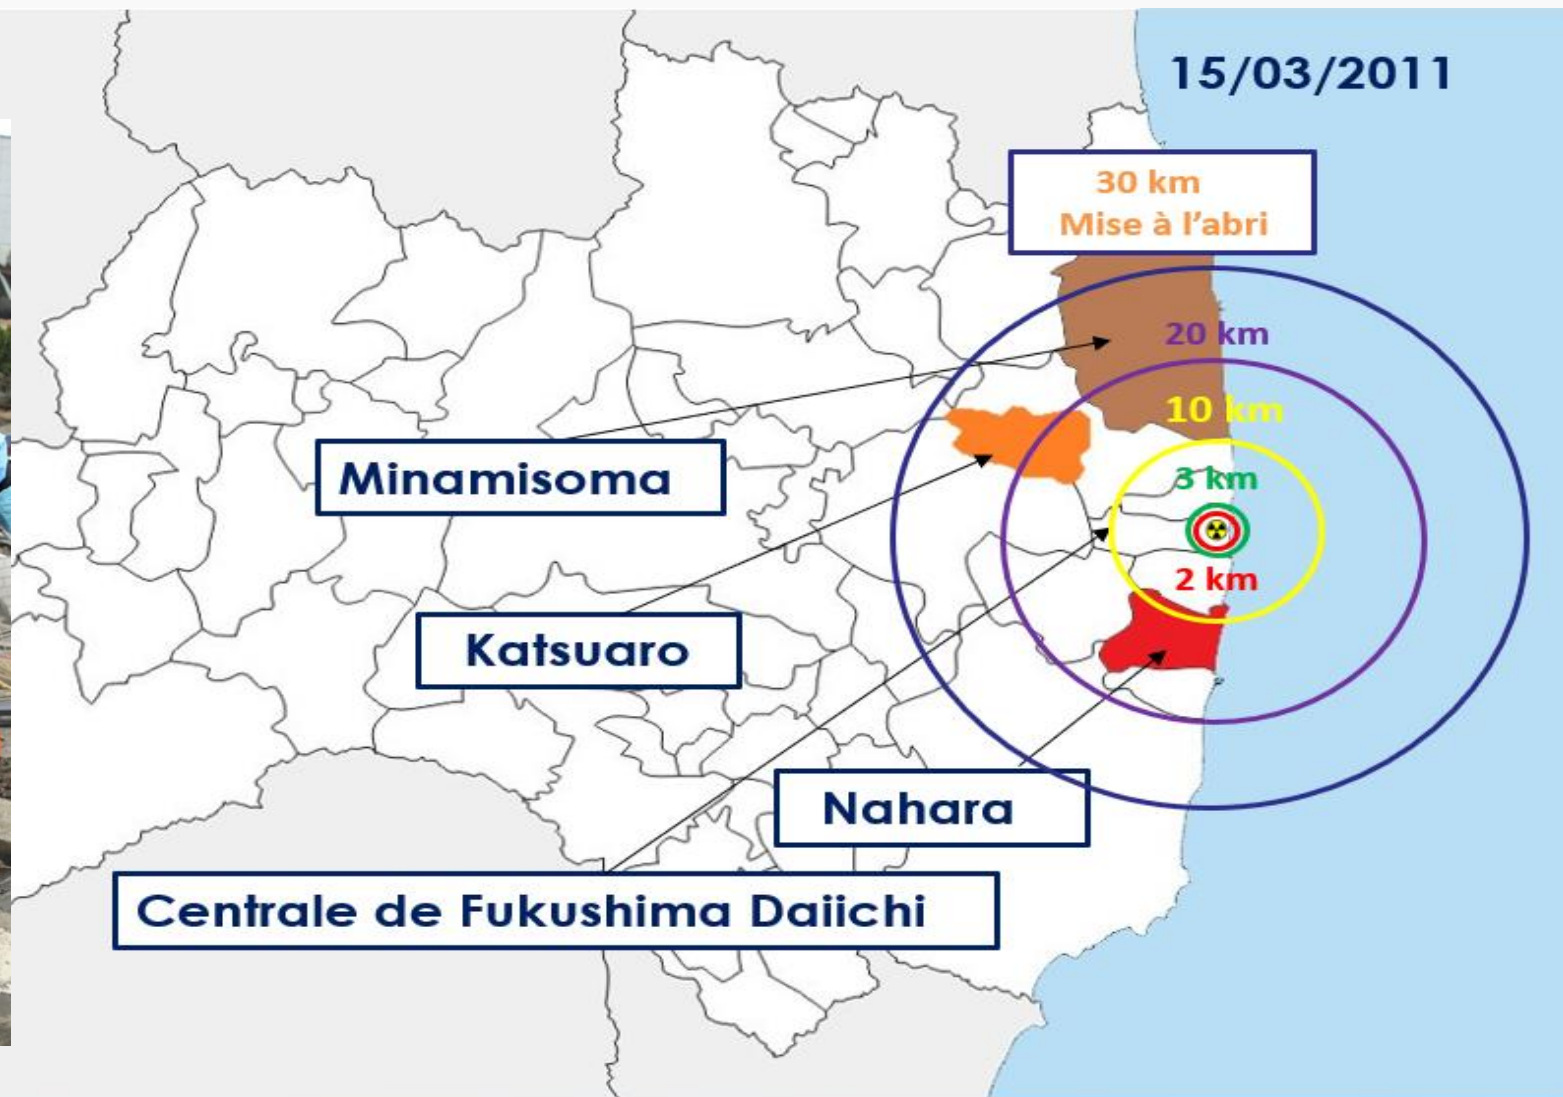 15/03/2011
30 km
Mise à l'abri
20 km
10 km
Minamisoma
3 km
2 km
Katsuaro
Nahara
Centrale de Fukushima Daiichi